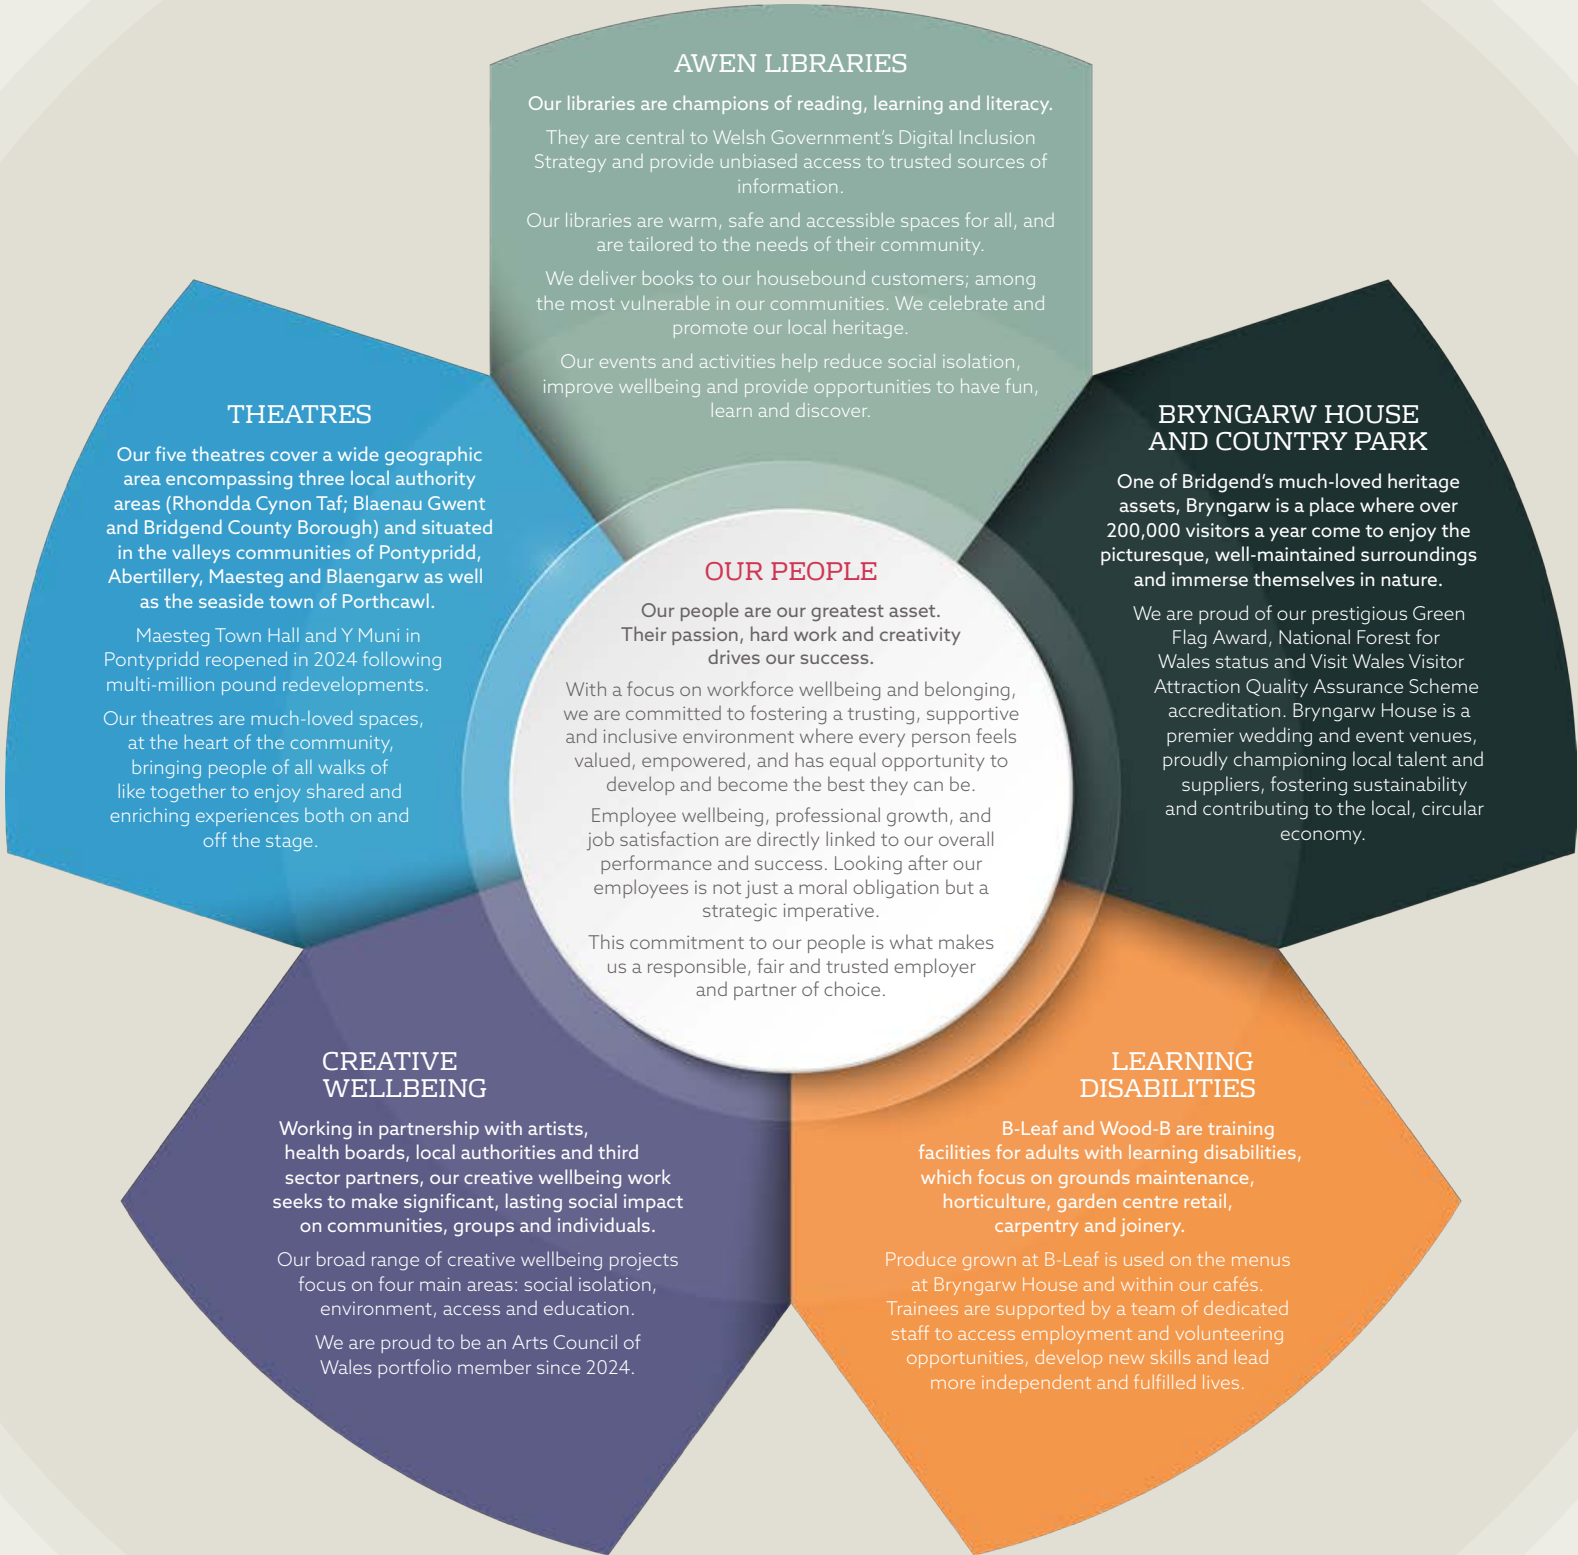 AWEN LIBRARIES
Our libraries are champions of reading, learning and literacy.
They are central to Welsh Government's Digital Inclusion
Strategy and provide unbiased access to trusted sources of
information.
Our libraries are warm, safe and accessible spaces for all, and
are tailored to the needs of their community.
We deliver books to our housebound customers; among
the most vulnerable in our communities. We celebrate and
promote our local heritage.
Our events and activities help reduce social isolation,
improve wellbeing and provide opportunities to have fun,
learn and discover.
THEATRES
Our five theatres cover a wide geographic
area encompassing three local authority
areas (Rhondda Cynon Taf; Blaenau Gwent
and Bridgend County Borough) and situated
in the valleys communities of Pontypridd,
Abertillery, Maesteg and Blaengarw as well
as the seaside town of Porthcawl.
Maesteg Town Hall and Y Muni in
Pontypridd reopened in 2024 following
multi-million pound redevelopments.
Our theatres are much-loved spaces,
at the heart of the community,
bringing people of all walks of
like together to enjoy shared and
enriching experiences both on and
off the stage.
BRYNGARW HOUSE
AND COUNTRY PARK
One of Bridgend's much-loved heritage
assets, Bryngarw is a place where over
200,000 visitors a year come to enjoy the
picturesque, well-maintained surroundings
and immerse themselves in nature.
We are proud of our prestigious Green
Flag Award, National Forest for
Wales status and Visit Wales Visitor
Attraction Quality Assurance Scheme
accreditation. Bryngarw House is a
premier wedding and event venues,
proudly championing local talent and
suppliers, fostering sustainability
and contributing to the local, circular
economy.
OUR PEOPLE
Our people are our greatest asset.
Their passion, hard work and creativity
drives our success.
With a focus on workforce wellbeing and belonging,
we are committed to fostering a trusting, supportive
and inclusive environment where every person feels
valued, empowered, and has equal opportunity to
develop and become the best they can be.
Employee wellbeing, professional growth, and
job satisfaction are directly linked to our overall
performance and success. Looking after our
employees is not just a moral obligation but a
strategic imperative.
This commitment to our people is what makes
us a responsible, fair and trusted employer
and partner of choice.
CREATIVE
WELLBEING
Working in partnership with artists,
health boards, local authorities and third
sector partners, our creative wellbeing work
seeks to make significant, lasting social impact
on communities, groups and individuals.
Our broad range of creative wellbeing projects
focus on four main areas: social isolation,
environment, access and education.
We are proud to be an Arts Council of
Wales portfolio member since 2024.
LEARNING
DISABILITIES
B-Leaf and Wood-B are training
facilities for adults with learning disabilities,
which focus on grounds maintenance,
horticulture, garden centre retail,
carpentry and joinery.
Produce grown at B-Leaf is used on the menus
at Bryngarw House and within our cafés.
Trainees are supported by a team of dedicated
staff to access employment and volunteering
opportunities, develop new skills and lead
more independent and fulfilled lives.